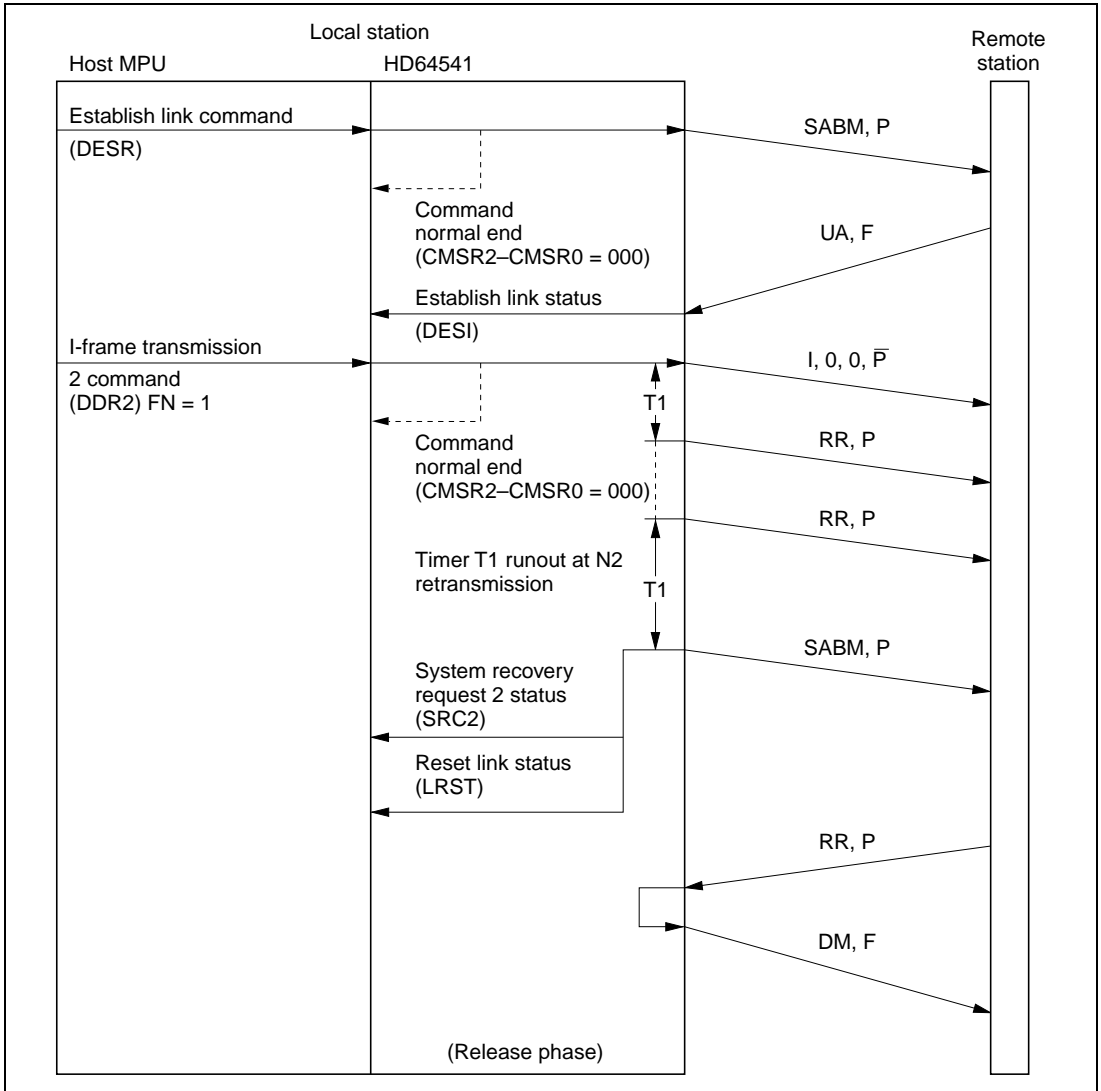 Local station
Remote
station
Host MPU
HD64541
Establish link command
(DESR)
SABM, P
Command
normal end
(CMSR2–CMSR0 = 000)
UA, F
Establish link status
(DESI)
I-frame transmission
2 command
(DDR2) FN = 1
I, 0, 0, P̅
T1
Command
normal end
(CMSR2–CMSR0 = 000)
RR, P
RR, P
Timer T1 runout at N2
retransmission
T1
SABM, P
System recovery
request 2 status
(SRC2)
Reset link status
(LRST)
RR, P
DM, F
(Release phase)